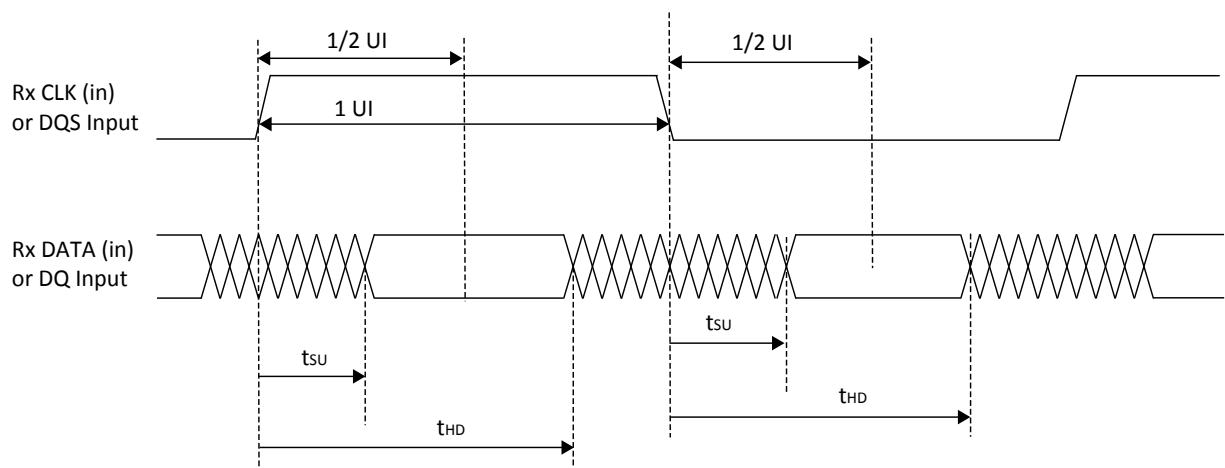 1/2 UI
1/2 UI
Rx CLK (in)
or DQS Input
1 UI
Rx DATA (in)
or DQ Input
tSU
tSU
tHD
tHD